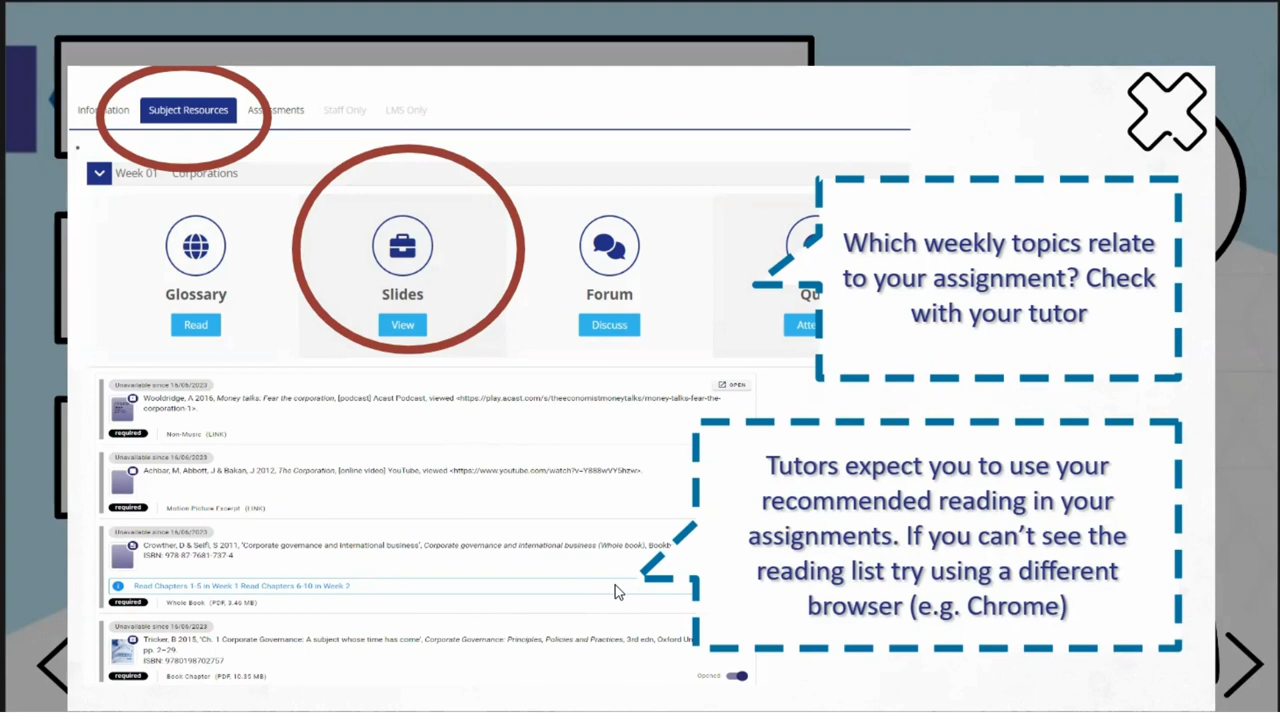 Information Subject Resources Assessments Staff Only LMS Only
Week 01 Corporations
Glossary
Read
Slides
View
Forum
Discuss
Qu
Atte
Which weekly topics relate
to your assignment? Check
with your tutor
Unavailable since 16/06/2023
OPEN
Wooldridge, A 2016, Money talks: Fear the corporation, [podcast] Acast Podcast, viewed <https://play.acast.com/s/theeconomistmoneytalks/money-talks-fear-the-
corporation-1>.
required Non-Music (LINK)
Unavailable since 16/06/2023
Achbar, M, Abbott, J & Bakan, J 2012, The Corporation, [online video] YouTube, viewed <https://www.youtube.com/watch?v=Y888wVY5hzw>.
required Motion Picture Excerpt (LINK)
Unavailable since 16/06/2023
Crowther, D & Seifi, S 2011, 'Corporate governance and international business', Corporate governance and international business (Whole book), Bookb
ISBN: 978 87-7681-737-4
Read Chapters 1-5 in Week 1 Read Chapters 6-10 in Week 2
required Whole Book (PDF, 3.46 MB)
Unavailable since 16/06/2023
Tricker, B 2015, 'Ch. 1 Corporate Governance: A subject whose time has come', Corporate Governance: Principles, Policies and Practices, 3rd edn, Oxford Un
pp. 2–29.
ISBN: 9780198702757
required Book Chapter (PDF, 10.35 MB)
Opened
Tutors expect you to use your
recommended reading in your
assignments. If you can’t see the
reading list try using a different
browser (e.g. Chrome)